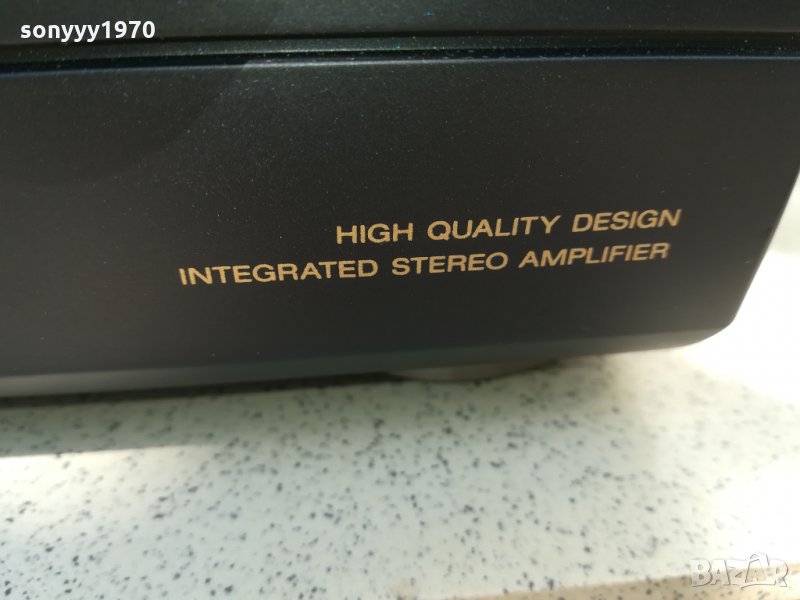 sonyyy1970
HIGH QUALITY DESIGN
INTEGRATED STEREO AMPLIFIER
BAZAR